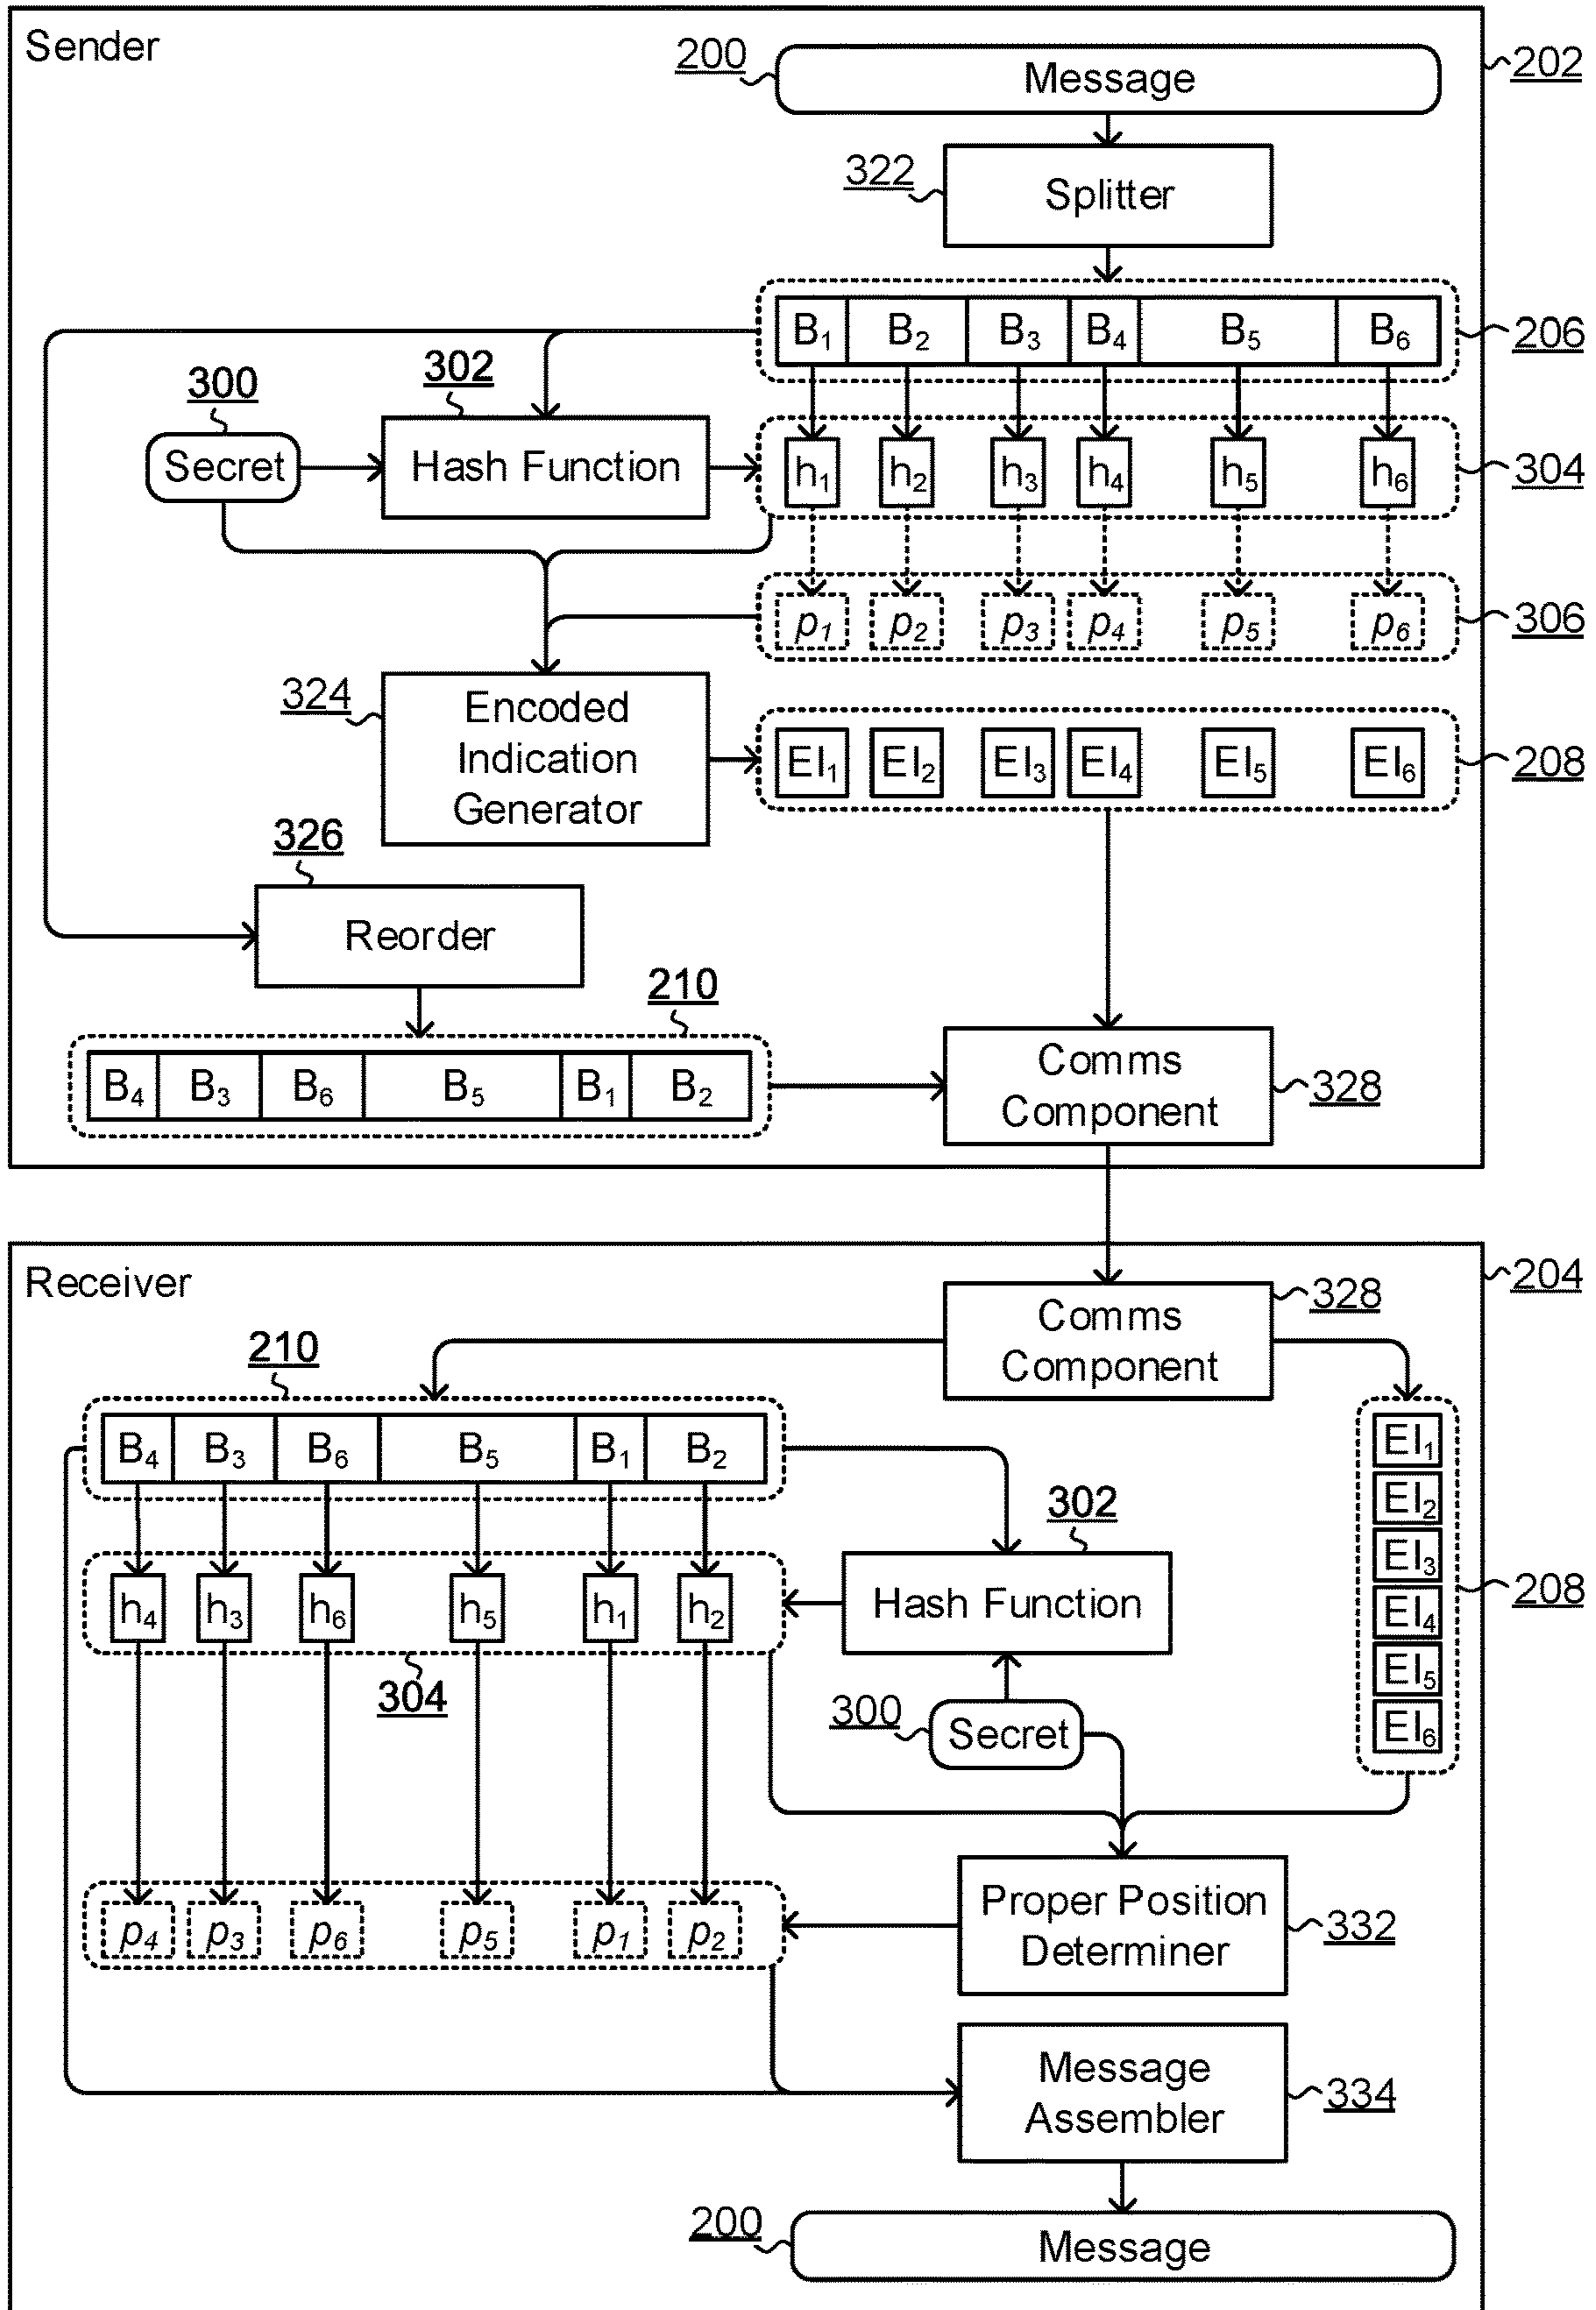 Sender
200 Message 202
322 Splitter
B₁ B₂ B₃ B₄ B₅ B₆ 206
300 302
Secret Hash Function h₁ h₂ h₃ h₄ h₅ h₆ 304
p₁ p₂ p₃ p₄ p₅ p₆ 306
324 Encoded
Indication
Generator
EI₁ EI₂ EI₃ EI₄ EI₅ EI₆ 208
326
Reorder
210
B₄ B₃ B₆ B₅ B₁ B₂
Comms
Component
328
Receiver
204
Comms
Component
328
210
B₄ B₃ B₆ B₅ B₁ B₂
EI₁
EI₂
EI₃
EI₄
EI₅
EI₆
208
302
Hash Function
h₄ h₃ h₆ h₅ h₁ h₂
304
300 Secret
p₄ p₃ p₆ p₅ p₁ p₂
Proper Position
Determiner
332
Message
Assembler
334
200 Message